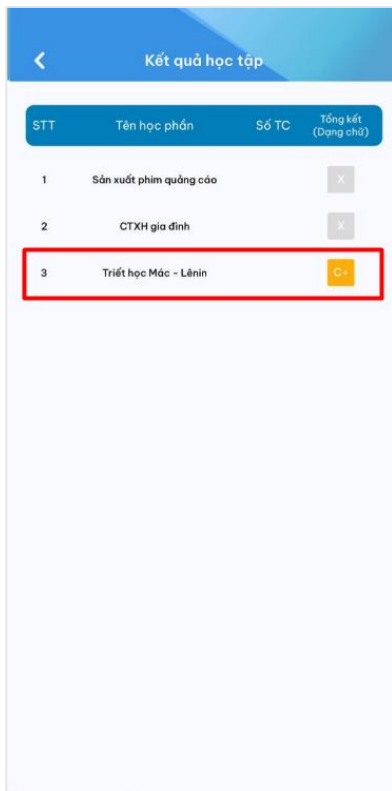 Kết quả học tập
STT Tên học phần Số TC Tổng kết (Dạng chữ)
1 Sản xuất phim quảng cáo X
2 CTXH gia đình X
3 Triết học Mác - Lênin C+